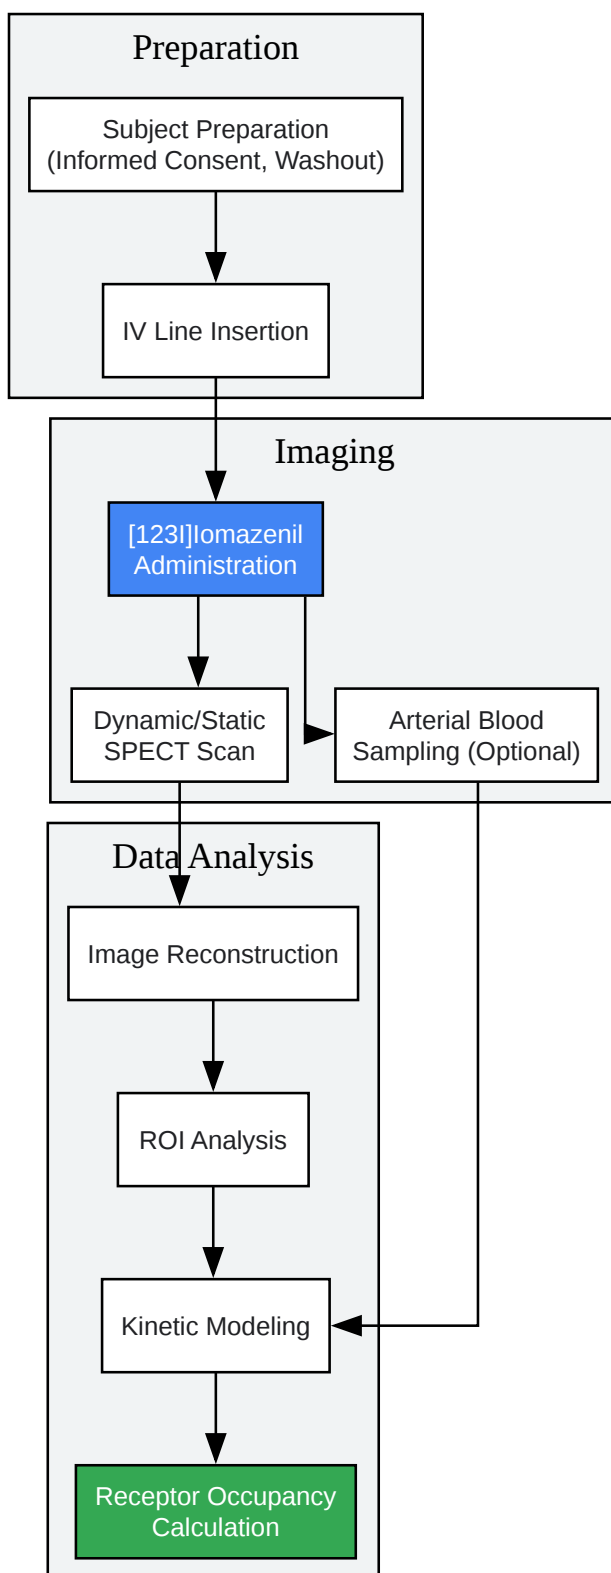 Preparation
Subject Preparation
(Informed Consent, Washout)
IV Line Insertion
Imaging
[123I]Iomazenil
Administration
Dynamic/Static
SPECT Scan
Arterial Blood
Sampling (Optional)
Data Analysis
Image Reconstruction
ROI Analysis
Kinetic Modeling
Receptor Occupancy
Calculation